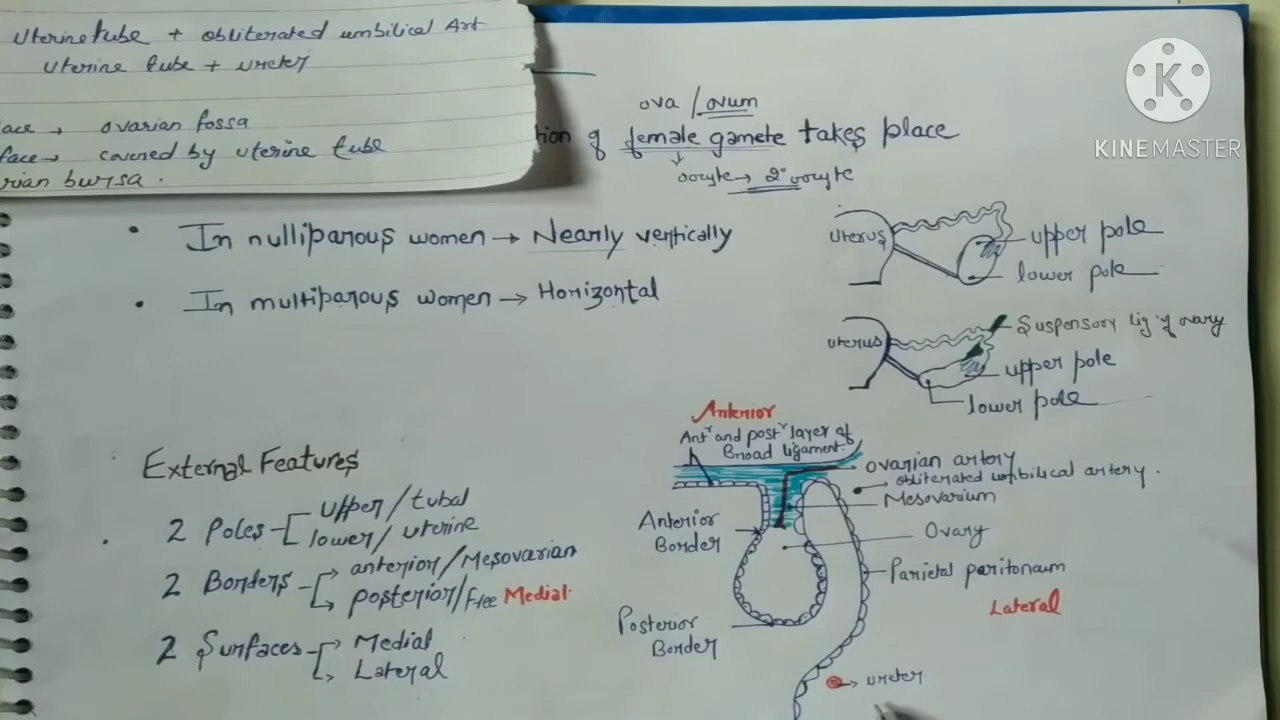 uterine tube + obliterated umbilical Art
uterine tube + ureter
ace → ovarian fossa
face → covered by uterine tube
rian bursa.
ova / ovum
tion of female gamete takes place
oocyte → 2° oocyte
• In nulliparous women → Nearly vertically
• In multiparous women → Horizontal
uterus
upper pole
lower pole
uterus
Suspensory lig. of ovary
upper pole
lower pole
External Features
2 Poles
upper / tubal
lower / uterine
2 Borders
anterior / Mesovarian
posterior / free Medial
2 Surfaces
Medial
Lateral
Anterior
Antr and postr layer of
Broad ligament
ovarian artery
obliterated umbilical artery.
Mesovarium
Anterior
Border
Ovary
Parietal paritonaum
Lateral
Posterior
Border
ureter
K
KINEMASTER